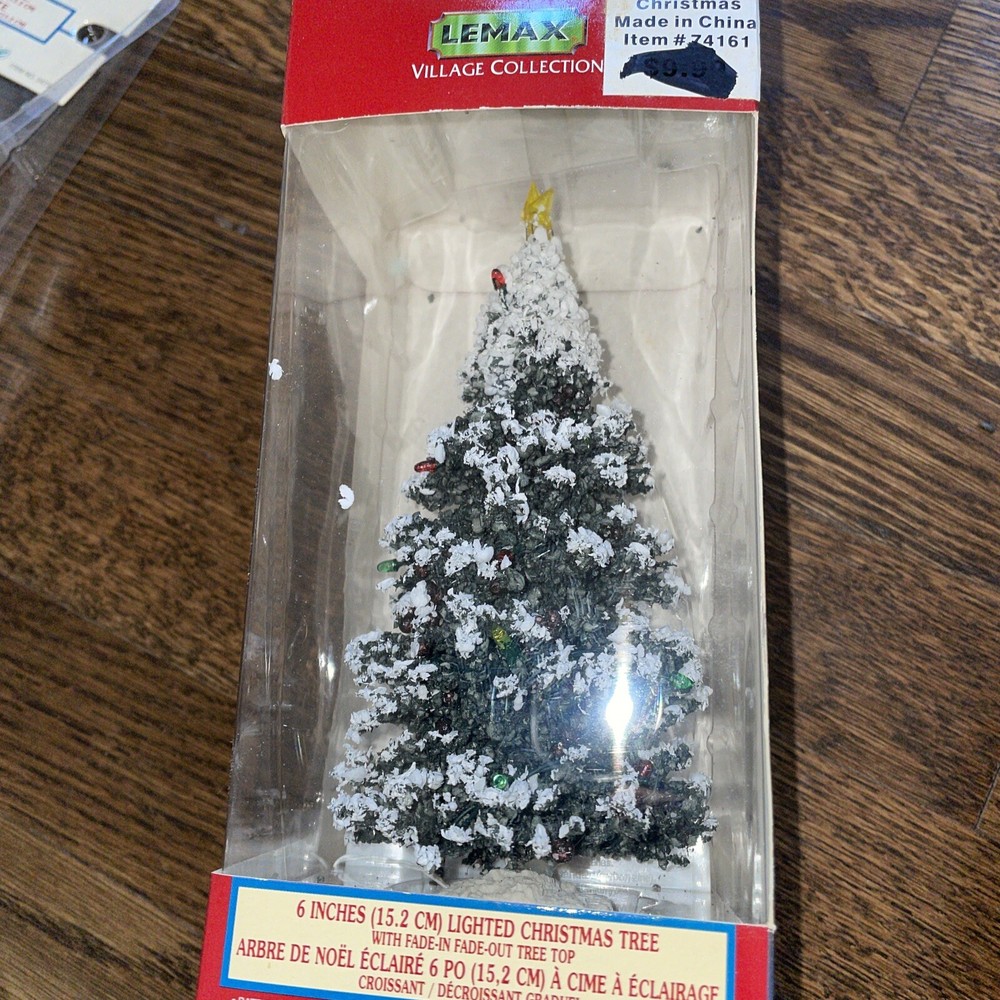 LEMAX
VILLAGE COLLECTION
Christmas
Made in China
Item # 74161
6 INCHES (15.2 CM) LIGHTED CHRISTMAS TREE
WITH FADE-IN FADE-OUT TREE TOP
ARBRE DE NOËL ÉCLAIRÉ 6 PO (15,2 CM) À CIME À ÉCLAIRAGE
CROISSANT / DÉCROISSANT